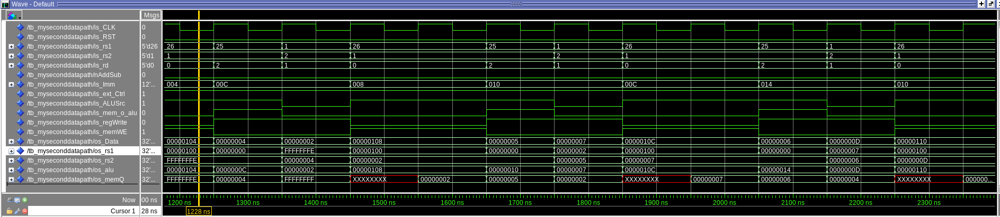 Wave - Default
Msgs
/tb_myseconddatapath/is_CLK 0
/tb_myseconddatapath/is_RST 0
/tb_myseconddatapath/is_rs1 5'd26 26 25 1 26 25 1 26 25 1 26
/tb_myseconddatapath/is_rs2 5'd1 1 2 1 2 1 2 1
/tb_myseconddatapath/is_rd 5'd0 0 2 1 0 2 1 0 2 1 0
/tb_myseconddatapath/nAddSub 0
/tb_myseconddatapath/is_Imm 12'... 004 00C 008 010 00C 014 010
/tb_myseconddatapath/is_ext_Ctrl 1
/tb_myseconddatapath/is_ALUSrc 1
/tb_myseconddatapath/is_mem_o_alu 0
/tb_myseconddatapath/is_regWrite 0
/tb_myseconddatapath/is_memWE 1
/tb_myseconddatapath/os_Data 32'... 00000104 00000004 00000002 00000108 00000005 00000007 0000010C 00000006 0000000D 00000110
/tb_myseconddatapath/os_rs1 32'... 00000100 00000000 FFFFFFFE 00000100 00000000 00000002 00000100 00000000 00000007 00000100
/tb_myseconddatapath/os_rs2 32'... FFFFFFFE 00000004 00000002 00000005 00000007 00000006 0000000D
/tb_myseconddatapath/os_alu 32'... 00000104 0000000C 00000002 00000108 00000010 00000007 0000010C 00000014 0000000D 00000110
/tb_myseconddatapath/os_memQ 32'... FFFFFFFE 00000004 FFFFFFFF XXXXXXXX 00000002 00000005 00000002 XXXXXXXX 00000007 00000006 00000004 XXXXXXXX 000000...
Now 00 ns 1200 ns 1300 ns 1400 ns 1500 ns 1600 ns 1700 ns 1800 ns 1900 ns 2000 ns 2100 ns 2200 ns 2300 ns
Cursor 1 28 ns 1228 ns